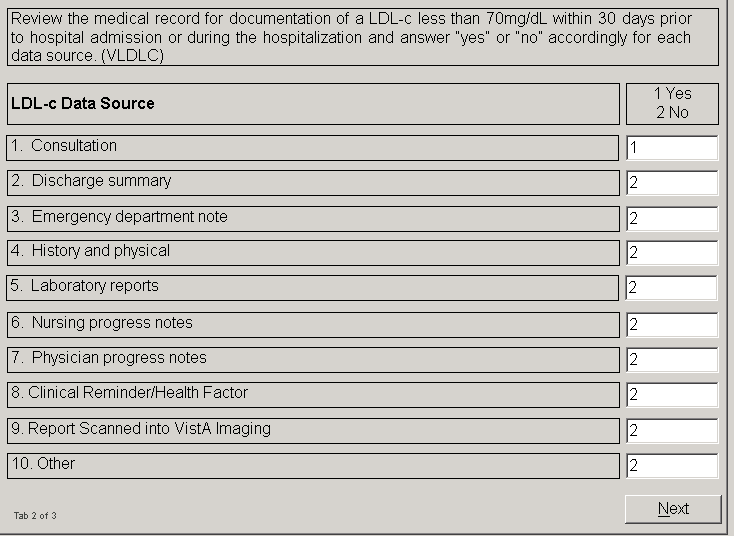 Review the medical record for documentation of a LDL-c less than 70mg/dL within 30 days prior
to hospital admission or during the hospitalization and answer "yes" or "no" accordingly for each
data source. (VLDLC)
LDL-c Data Source
1 Yes
2 No
1. Consultation 1
2. Discharge summary 2
3. Emergency department note 2
4. History and physical 2
5. Laboratory reports 2
6. Nursing progress notes 2
7. Physician progress notes 2
8. Clinical Reminder/Health Factor 2
9. Report Scanned into VistA Imaging 2
10. Other 2
Tab 2 of 3
Next